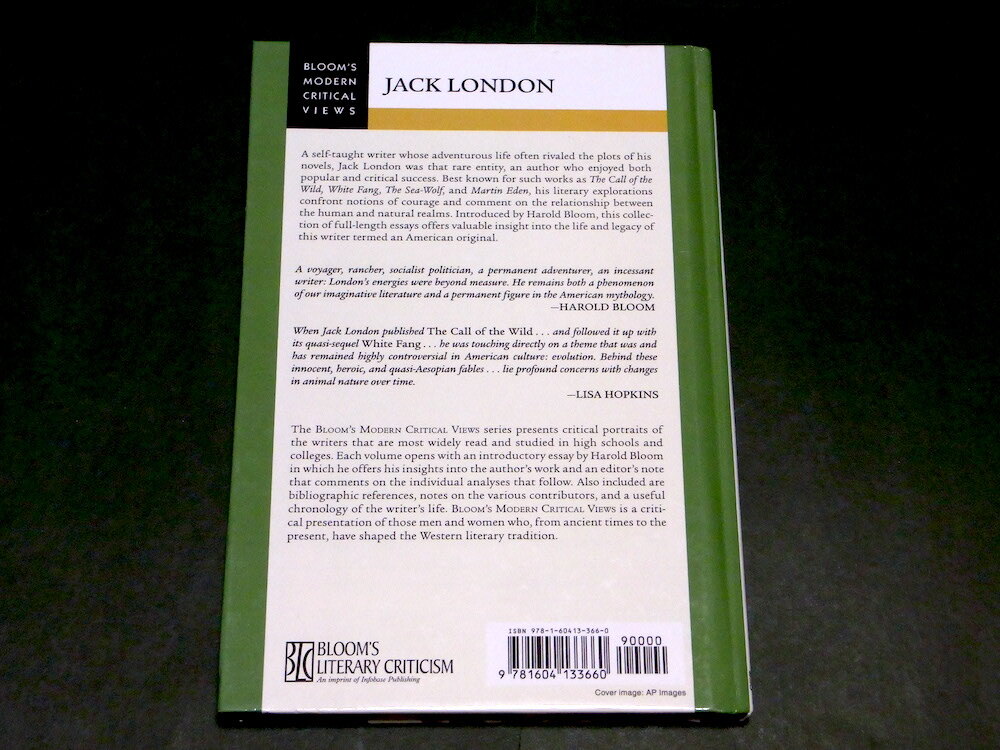 BLOOM'S
MODERN
CRITICAL
VIEWS
JACK LONDON
A self-taught writer whose adventurous life often rivaled the plots of his
novels, Jack London was that rare entity, an author who enjoyed both
popular and critical success. Best known for such works as The Call of the
Wild, White Fang, The Sea-Wolf, and Martin Eden, his literary explorations
confront notions of courage and comment on the relationship between
the human and natural realms. Introduced by Harold Bloom, this collec-
tion of full-length essays offers valuable insight into the life and legacy of
this writer termed an American original.
A voyager, rancher, socialist politician, a permanent adventurer, an incessant
writer: London's energies were beyond measure. He remains both a phenomenon
of our imaginative literature and a permanent figure in the American mythology.
—HAROLD BLOOM
When Jack London published The Call of the Wild . . . and followed it up with
its quasi-sequel White Fang . . . he was touching directly on a theme that was and
has remained highly controversial in American culture: evolution. Behind these
innocent, heroic, and quasi-Aesopian fables . . . lie profound concerns with changes
in animal nature over time.
—LISA HOPKINS
The Bloom's Modern Critical Views series presents critical portraits of
the writers that are most widely read and studied in high schools and
colleges. Each volume opens with an introductory essay by Harold Bloom
in which he offers his insights into the author's work and an editor's note
that comments on the individual analyses that follow. Also included are
bibliographic references, notes on the various contributors, and a useful
chronology of the writer's life. Bloom's Modern Critical Views is a criti-
cal presentation of those men and women who, from ancient times to the
present, have shaped the Western literary tradition.
BLC
BLOOM'S
LITERARY CRITICISM
An imprint of Infobase Publishing
ISBN 978-1-60413-366-0
90000
9 781604 133660
Cover image: AP Images